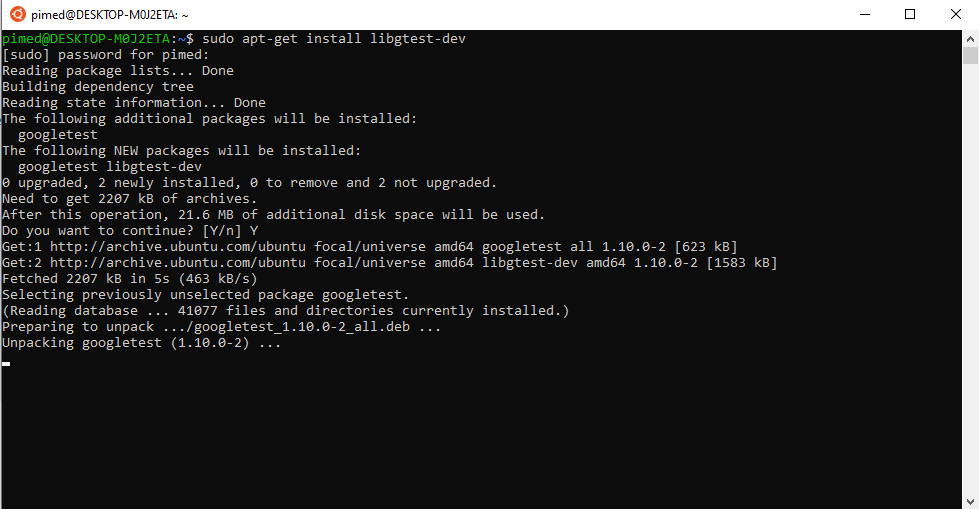 pimed@DESKTOP-M0J2ETA: ~
pimed@DESKTOP-M0J2ETA:~$ sudo apt-get install libgtest-dev
[sudo] password for pimed:
Reading package lists... Done
Building dependency tree
Reading state information... Done
The following additional packages will be installed:
  googletest
The following NEW packages will be installed:
  googletest libgtest-dev
0 upgraded, 2 newly installed, 0 to remove and 2 not upgraded.
Need to get 2207 kB of archives.
After this operation, 21.6 MB of additional disk space will be used.
Do you want to continue? [Y/n] Y
Get:1 http://archive.ubuntu.com/ubuntu focal/universe amd64 googletest all 1.10.0-2 [623 kB]
Get:2 http://archive.ubuntu.com/ubuntu focal/universe amd64 libgtest-dev amd64 1.10.0-2 [1583 kB]
Fetched 2207 kB in 5s (463 kB/s)
Selecting previously unselected package googletest.
(Reading database ... 41077 files and directories currently installed.)
Preparing to unpack .../googletest_1.10.0-2_all.deb ...
Unpacking googletest (1.10.0-2) ...